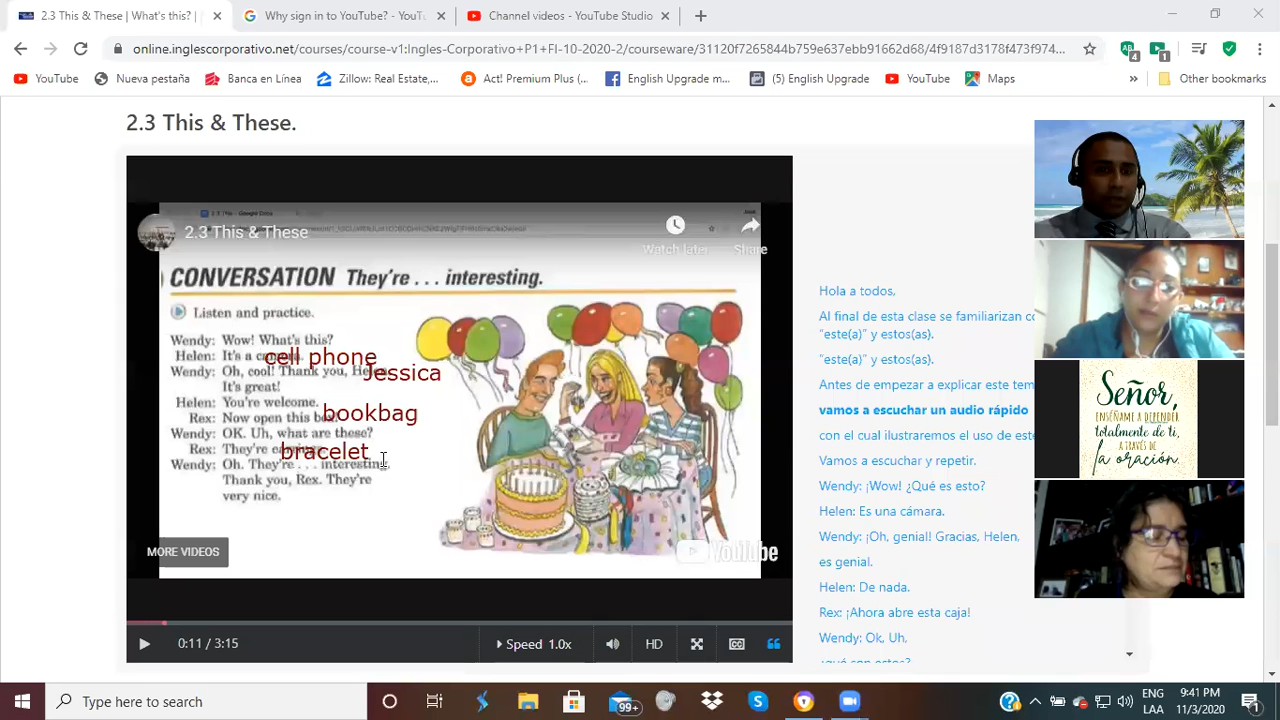 2.3 This & These | What's this? |
Why sign in to YouTube? - YouTub
Channel videos - YouTube Studio
online.inglescorporativo.net/courses/course-v1:Ingles-Corporativo+P1+FI-10-2020-2/courseware/31120f7265844b759e637ebb91662d68/4f9187d3178f473f974...
4
1
YouTube
Nueva pestaña
Banca en Línea
Zillow: Real Estate,...
Act! Premium Plus (...
English Upgrade m...
(5) English Upgrade
YouTube
Maps
Other bookmarks
2.3 This & These.
2.3 This & These
Watch later
Share
CONVERSATION They're . . . interesting.
Listen and practice.
Wendy: Wow! What's this?
Helen: It's a
cell phone
Wendy: Oh, cool! Thank you,
Jessica
It's great!
Helen: You're welcome.
Rex: Now open this
bookbag
Wendy: OK. Uh, what are these?
Rex: They're
bracelet
Wendy: Oh. They're . . . interesting.
Thank you, Rex. They're
very nice.
MORE VIDEOS
YouTube
0:11 / 3:15
Speed 1.0x
HD
Hola a todos,
Al final de esta clase se familiarizan
"este(a)" y estos(as).
"este(a)" y estos(as).
Antes de empezar a explicar este tem
vamos a escuchar un audio rápido
con el cual ilustraremos el uso de este
Vamos a escuchar y repetir.
Wendy: ¡Wow! ¿Qué es esto?
Helen: Es una cámara.
Wendy: ¡Oh, genial! Gracias, Helen,
es genial.
Helen: De nada.
Rex: ¡Ahora abre esta caja!
Wendy: Ok, Uh,
¿qué son estos?
Señor,
ENSÉÑAME A DEPENDER
totalmente de ti,
A TRAVÉS DE
la oración.
Type here to search
99+
ENG
LAA
9:41 PM
11/3/2020
1